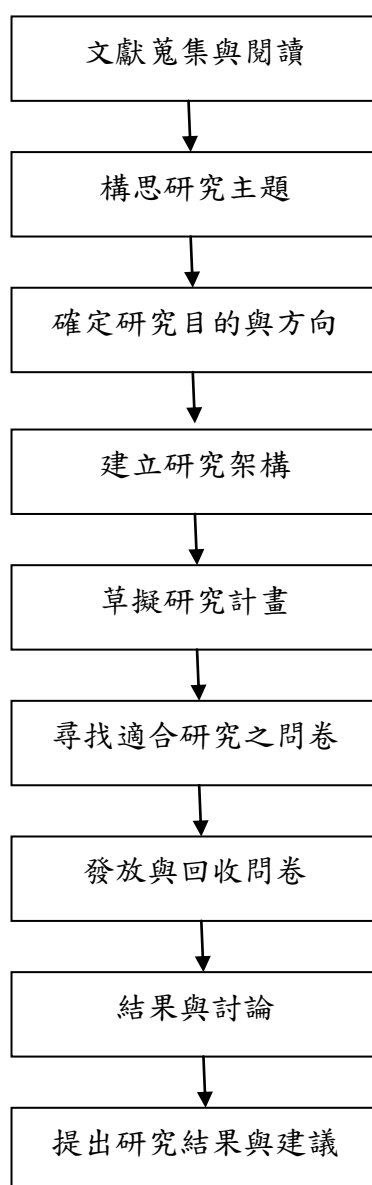 文獻蒐集與閱讀
構思研究主題
確定研究目的與方向
建立研究架構
草擬研究計畫
尋找適合研究之問卷
發放與回收問卷
結果與討論
提出研究結果與建議